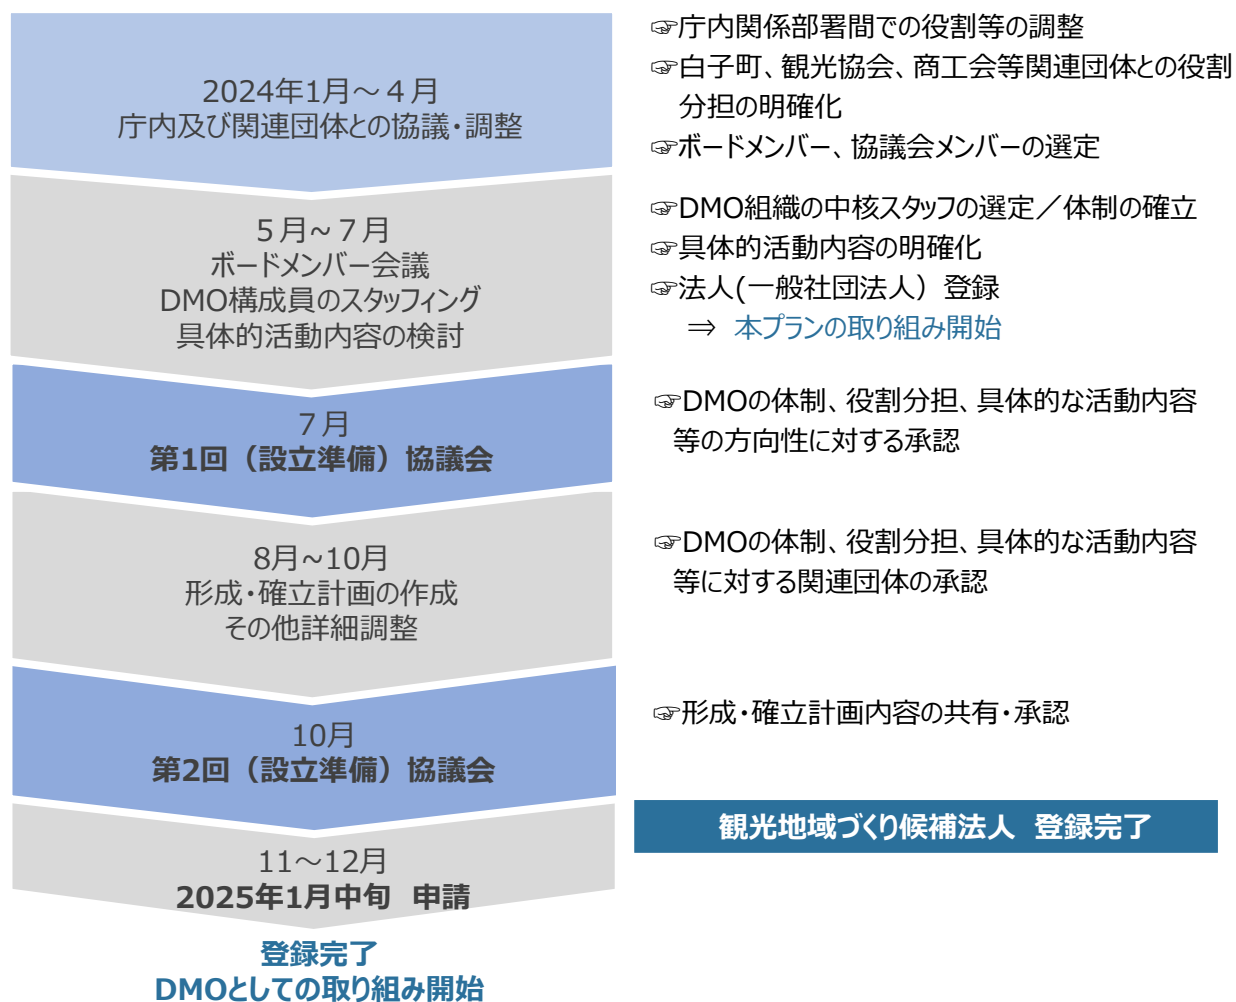 2024年1月～４月
庁内及び関連団体との協議・調整
☞庁内関係部署間での役割等の調整
☞白子町、観光協会、商工会等関連団体との役割
分担の明確化
☞ボードメンバー、協議会メンバーの選定
５月~７月
ボードメンバー会議
DMO構成員のスタッフィング
具体的活動内容の検討
☞DMO組織の中核スタッフの選定／体制の確立
☞具体的活動内容の明確化
☞法人(一般社団法人）登録
⇒ 本プランの取り組み開始
７月
第1回（設立準備）協議会
☞DMOの体制、役割分担、具体的な活動内容
等の方向性に対する承認
8月~10月
形成・確立計画の作成
その他詳細調整
☞DMOの体制、役割分担、具体的な活動内容
等に対する関連団体の承認
10月
第2回（設立準備）協議会
☞形成・確立計画内容の共有・承認
観光地域づくり候補法人　登録完了
11～12月
2025年1月中旬　申請
登録完了
DMOとしての取り組み開始